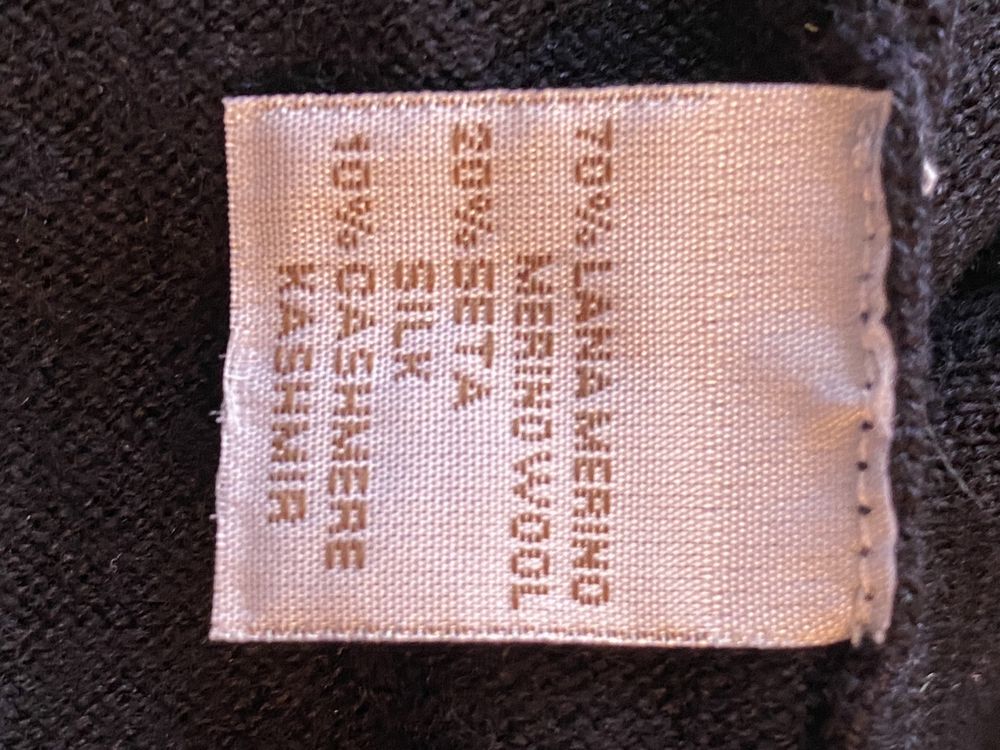 70% LANA MERINO
MERINO WOOL
20% SETA
SILK
10% CASHMERE
KASHMIR